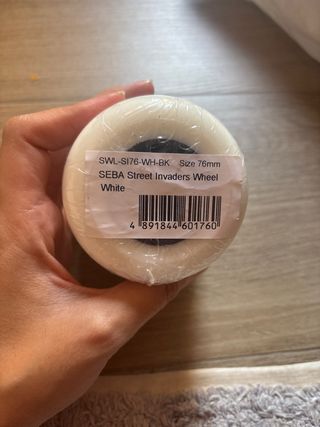 SWL-SI76-WH-BK Size 76mm
SEBA Street Invaders Wheel
White
4 891844 601760